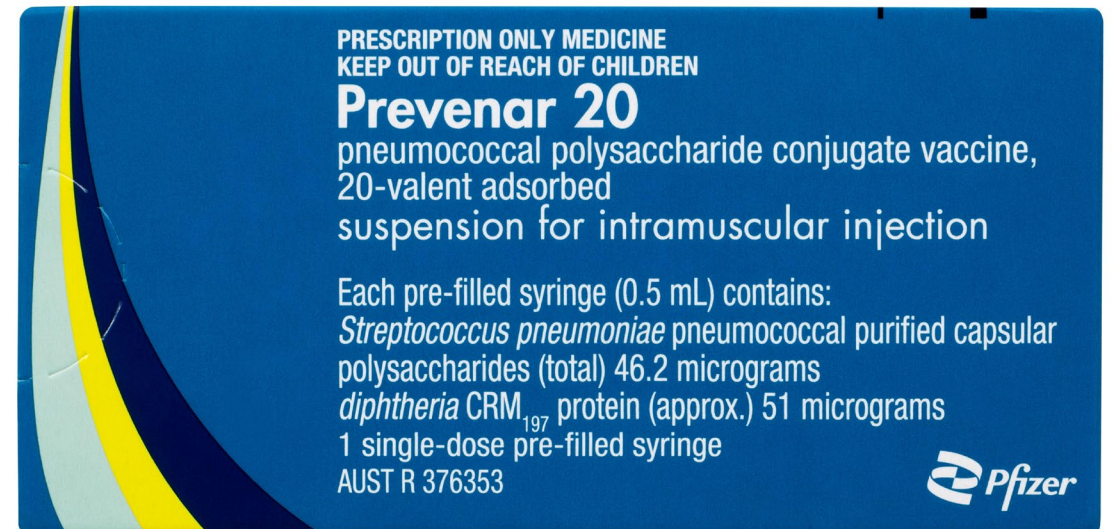 PRESCRIPTION ONLY MEDICINE
KEEP OUT OF REACH OF CHILDREN
Prevenar 20
pneumococcal polysaccharide conjugate vaccine,
20-valent adsorbed
suspension for intramuscular injection
Each pre-filled syringe (0.5 mL) contains:
Streptococcus pneumoniae pneumococcal purified capsular
polysaccharides (total) 46.2 micrograms
diphtheria CRM197 protein (approx.) 51 micrograms
1 single-dose pre-filled syringe
AUST R 376353
Pfizer